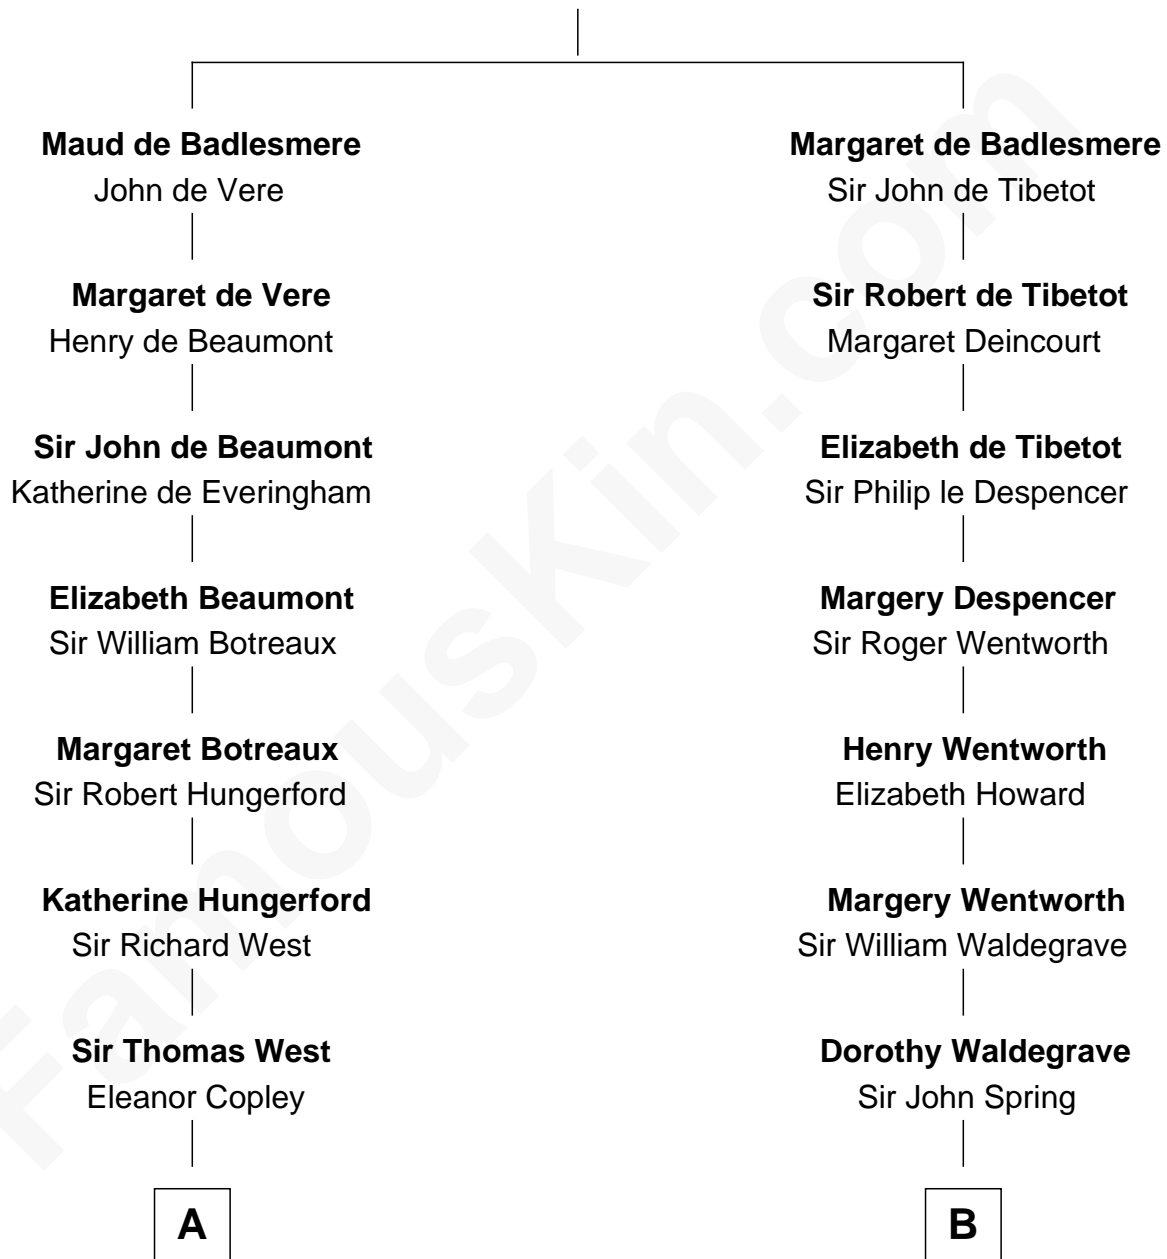 Maud de Badlesmere
John de Vere
Margaret de Badlesmere
Sir John de Tibetot
Margaret de Vere
Henry de Beaumont
Sir Robert de Tibetot
Margaret Deincourt
Sir John de Beaumont
Katherine de Everingham
Elizabeth de Tibetot
Sir Philip le Despencer
Elizabeth Beaumont
Sir William Botreaux
Margery Despencer
Sir Roger Wentworth
Margaret Botreaux
Sir Robert Hungerford
Henry Wentworth
Elizabeth Howard
Katherine Hungerford
Sir Richard West
Margery Wentworth
Sir William Waldegrave
Sir Thomas West
Eleanor Copley
Dorothy Waldegrave
Sir John Spring
A
B
FamousKin.com